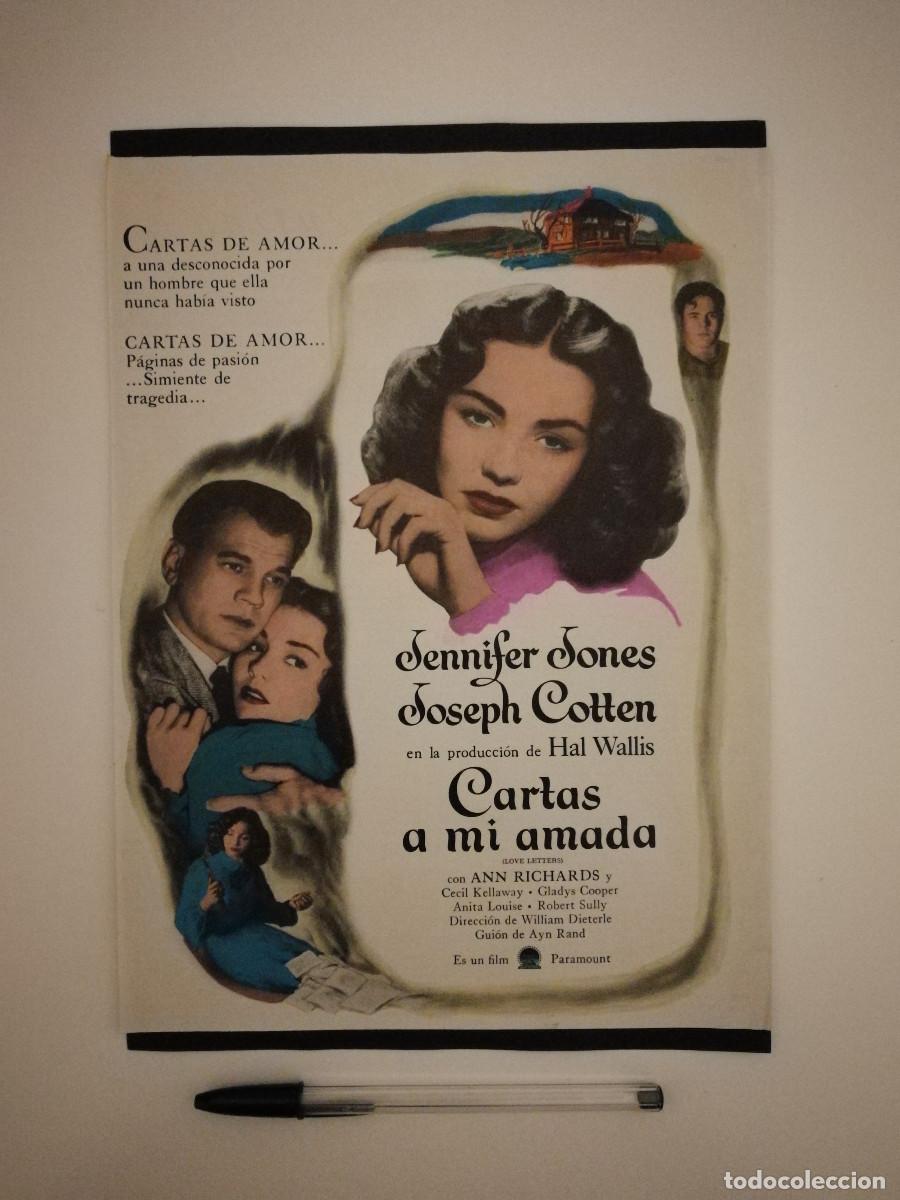 CARTAS DE AMOR...
a una desconocida por
un hombre que ella
nunca había visto
CARTAS DE AMOR...
Páginas de pasión
...Simiente de
tragedia...
Jennifer Jones
Joseph Cotten
en la producción de Hal Wallis
Cartas
a mi amada
(LOVE LETTERS)
con ANN RICHARDS y
Cecil Kellaway • Gladys Cooper
Anita Louise • Robert Sully
Dirección de William Dieterle
Guión de Ayn Rand
Es un film Paramount
todocoleccion